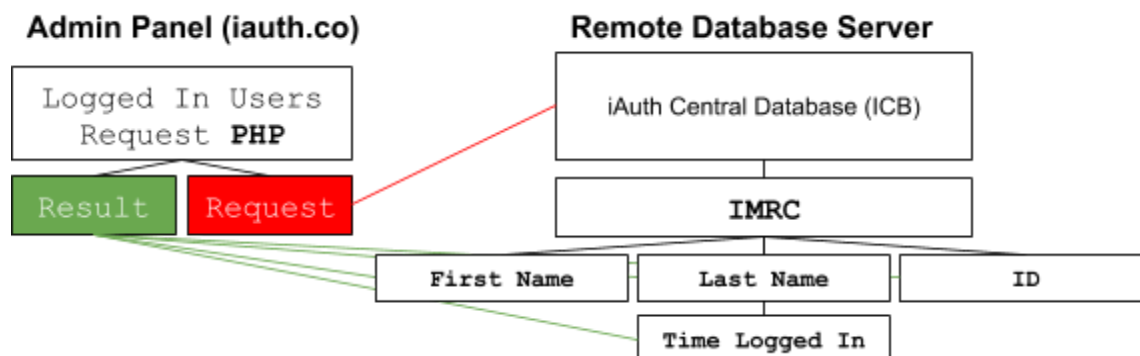 Admin Panel (iauth.co)
Remote Database Server
Logged In Users
Request PHP
iAuth Central Database (ICB)
Result
Request
IMRC
First Name
Last Name
ID
Time Logged In